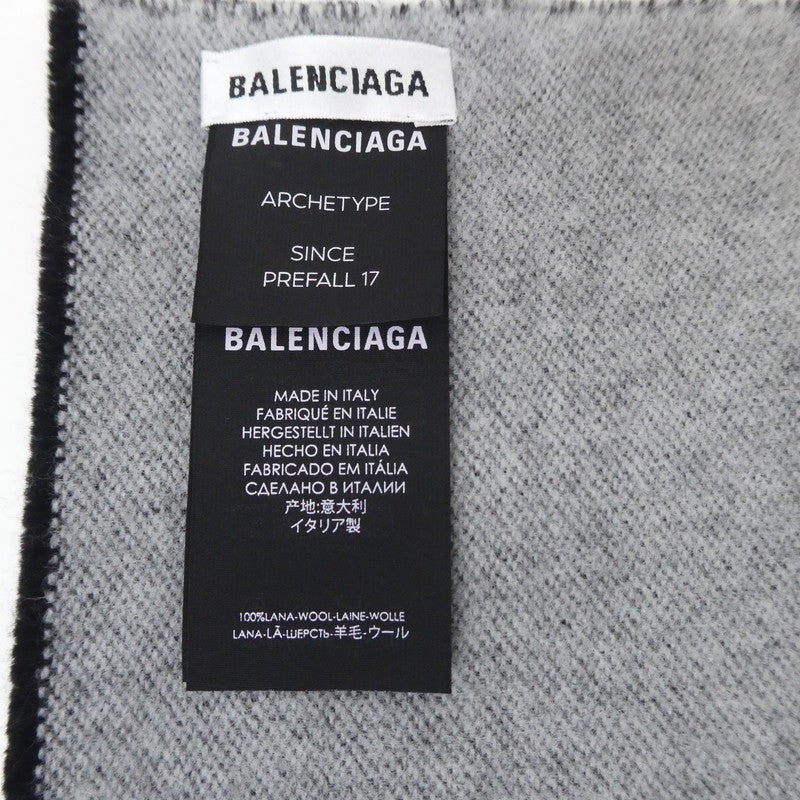 BALENCIAGA
BALENCIAGA
ARCHETYPE
SINCE
PREFALL 17
BALENCIAGA
MADE IN ITALY
FABRIQUÉ EN ITALIE
HERGESTELLT IN ITALIEN
HECHO EN ITALIA
FABRICADO EM ITÁLIA
СДЕЛАНО В ИТАЛИИ
产地:意大利
イタリア製
100%LANA-WOOL-LAINE-WOLLE
LANA-LÃ-ШЕРСТЬ-羊毛-ウール